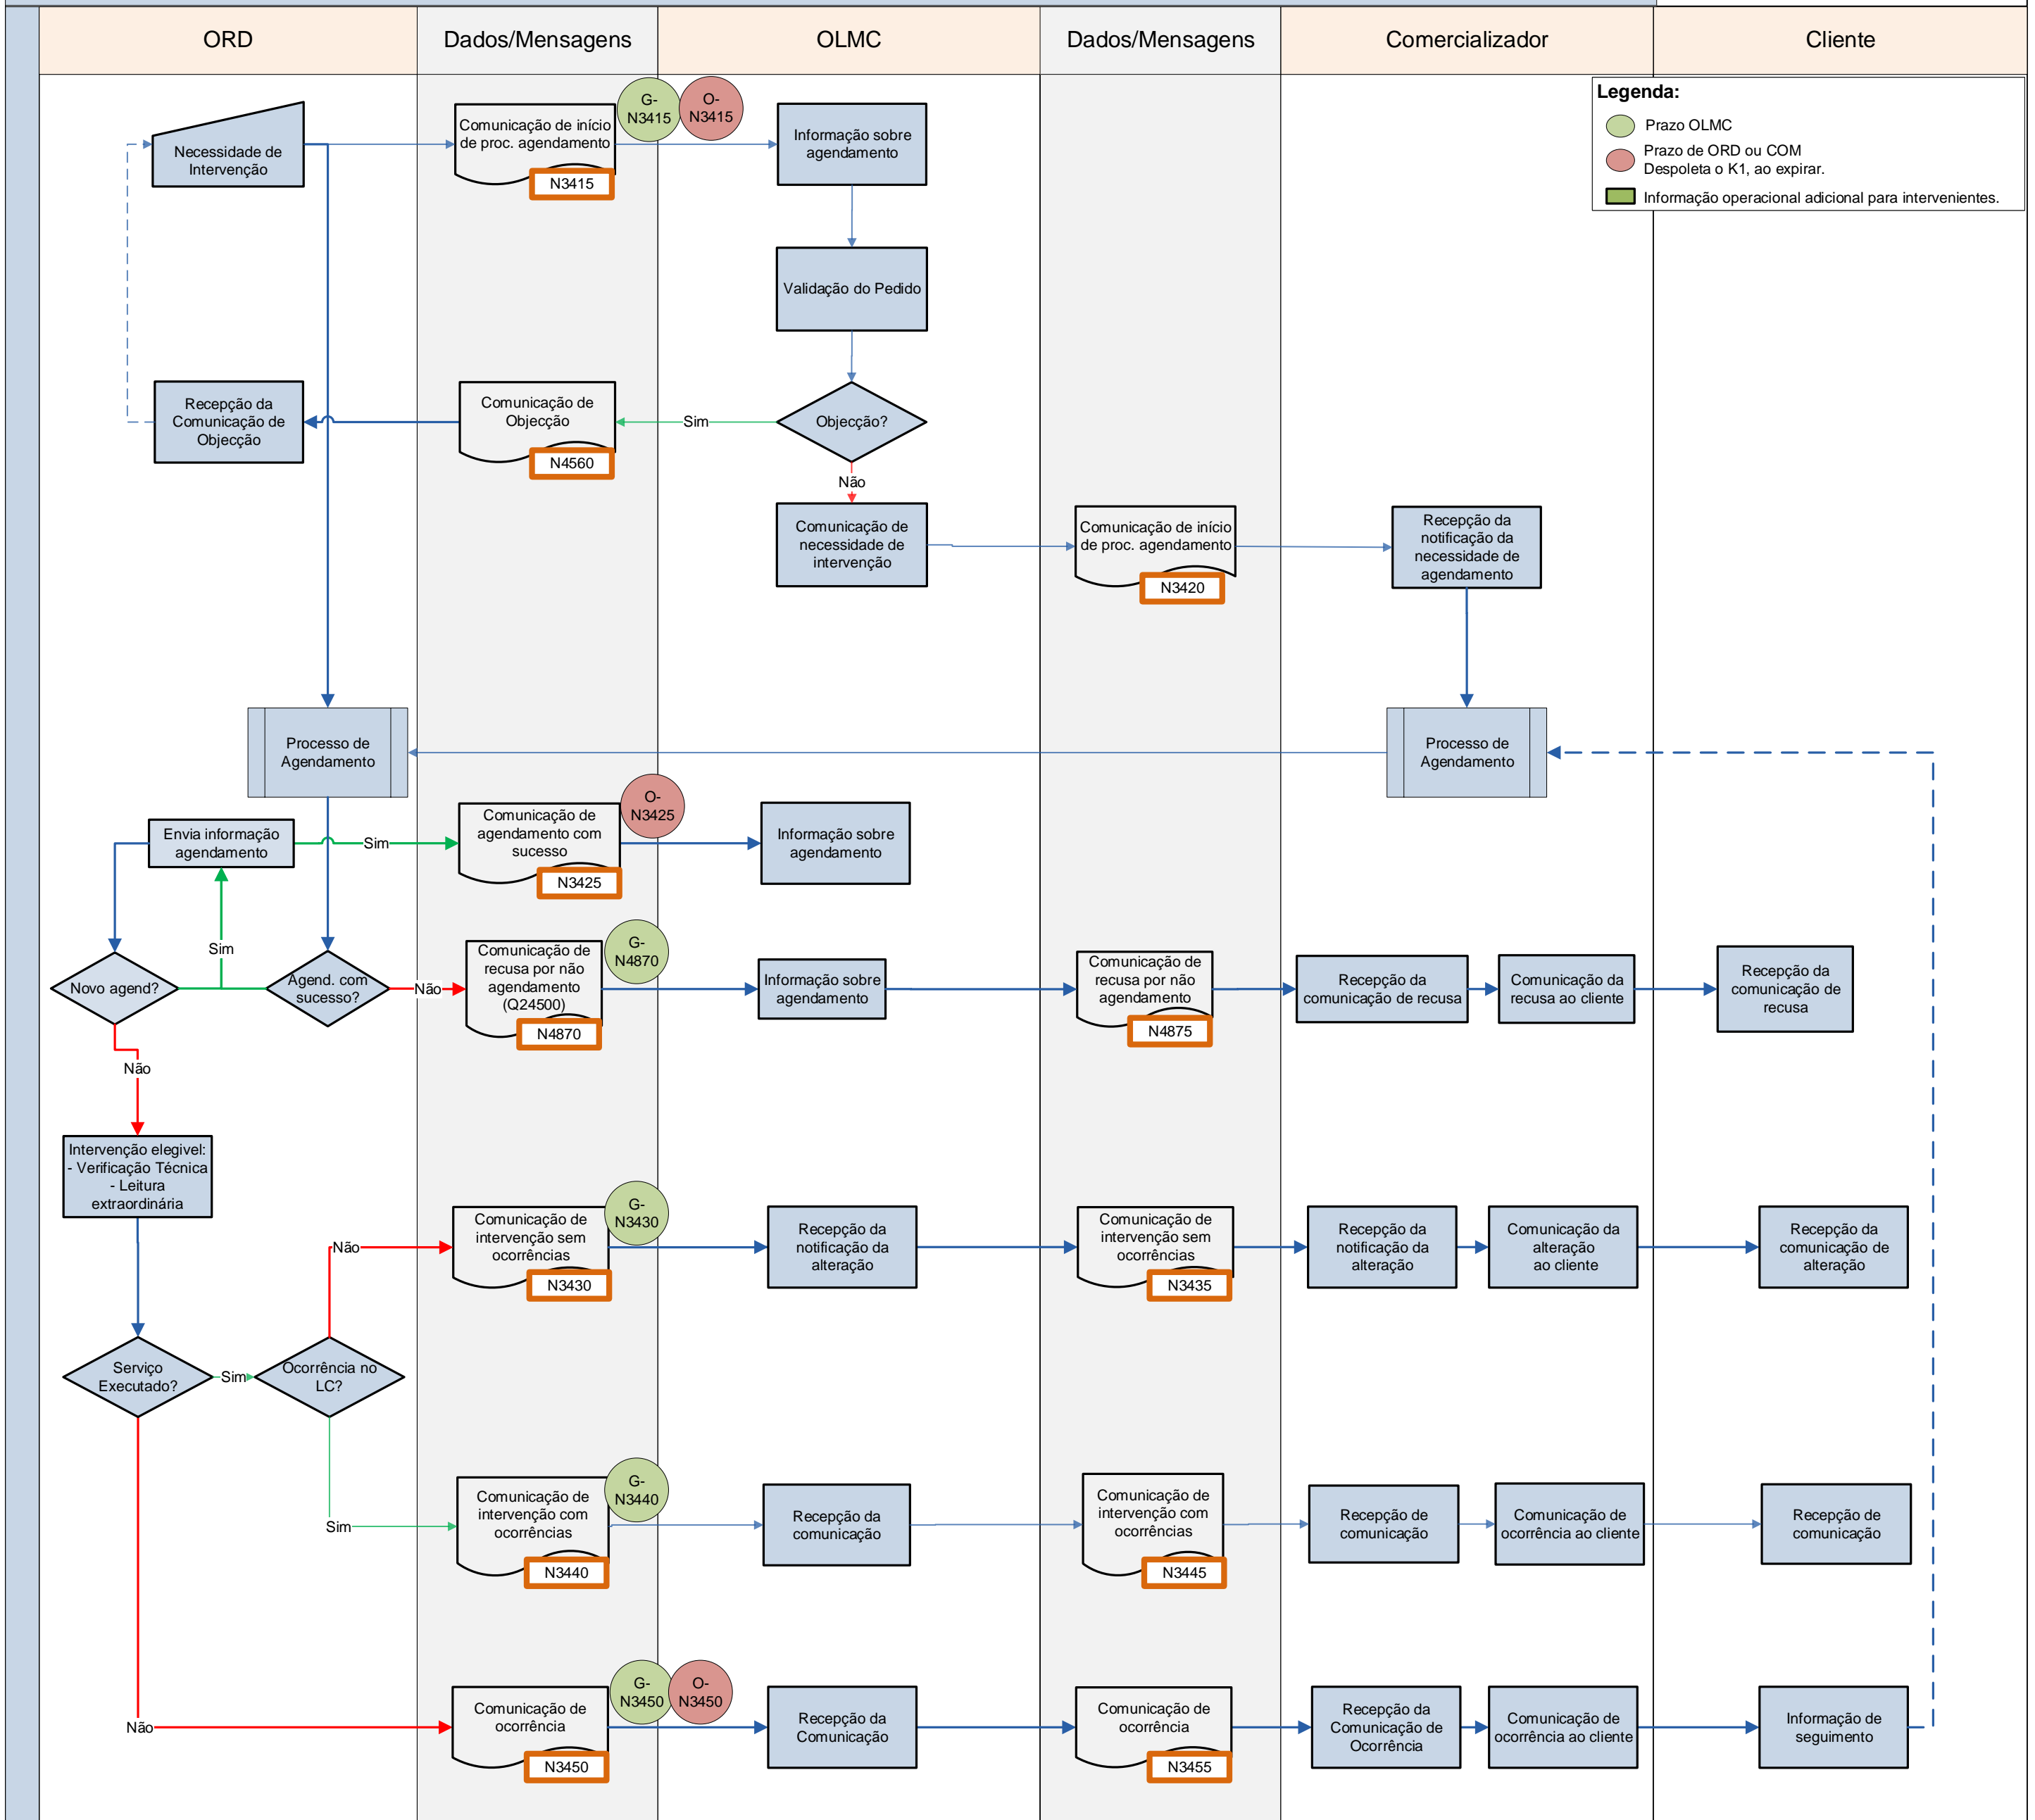 ORD
Dados/Mensagens
OLMC
Dados/Mensagens
Comercializador
Cliente
Legenda:
Prazo OLMC
Prazo de ORD ou COM
Despoleta o K1, ao expirar.
Informação operacional adicional para intervenientes.
Necessidade de
Intervenção
Comunicação de início
de proc. agendamento
N3415
G-
N3415
O-
N3415
Informação sobre
agendamento
Validação do Pedido
Recepção da
Comunicação de
Objecção
Comunicação de
Objecção
N4560
Sim
Objecção?
Não
Comunicação de
necessidade de
intervenção
Comunicação de início
de proc. agendamento
N3420
Recepção da
notificação da
necessidade de
agendamento
Processo de
Agendamento
Processo de
Agendamento
Envia informação
agendamento
Sim
Comunicação de
agendamento com
sucesso
N3425
O-
N3425
Informação sobre
agendamento
Sim
Novo agend?
Agend. com
sucesso?
Não
Comunicação de
recusa por não
agendamento
(Q24500)
N4870
G-
N4870
Informação sobre
agendamento
Comunicação de
recusa por não
agendamento
N4875
Recepção da
comunicação de recusa
Comunicação da
recusa ao cliente
Recepção da
comunicação de
recusa
Não
Intervenção elegivel:
- Verificação Técnica
- Leitura
extraordinária
Não
Comunicação de
intervenção sem
ocorrências
N3430
G-
N3430
Recepção da
notificação da
alteração
Comunicação de
intervenção sem
ocorrências
N3435
Recepção da
notificação da
alteração
Comunicação da
alteração
ao cliente
Recepção da
comunicação de
alteração
Serviço
Executado?
Sim
Ocorrência no
LC?
Sim
Comunicação de
intervenção com
ocorrências
N3440
G-
N3440
Recepção da
comunicação
Comunicação de
intervenção com
ocorrências
N3445
Recepção de
comunicação
Comunicação de
ocorrência ao cliente
Recepção de
comunicação
Não
Comunicação de
ocorrência
N3450
G-
N3450
O-
N3450
Recepção da
Comunicação
Comunicação de
ocorrência
N3455
Recepção da
Comunicação de
Ocorrência
Comunicação de
ocorrência ao cliente
Informação de
seguimento